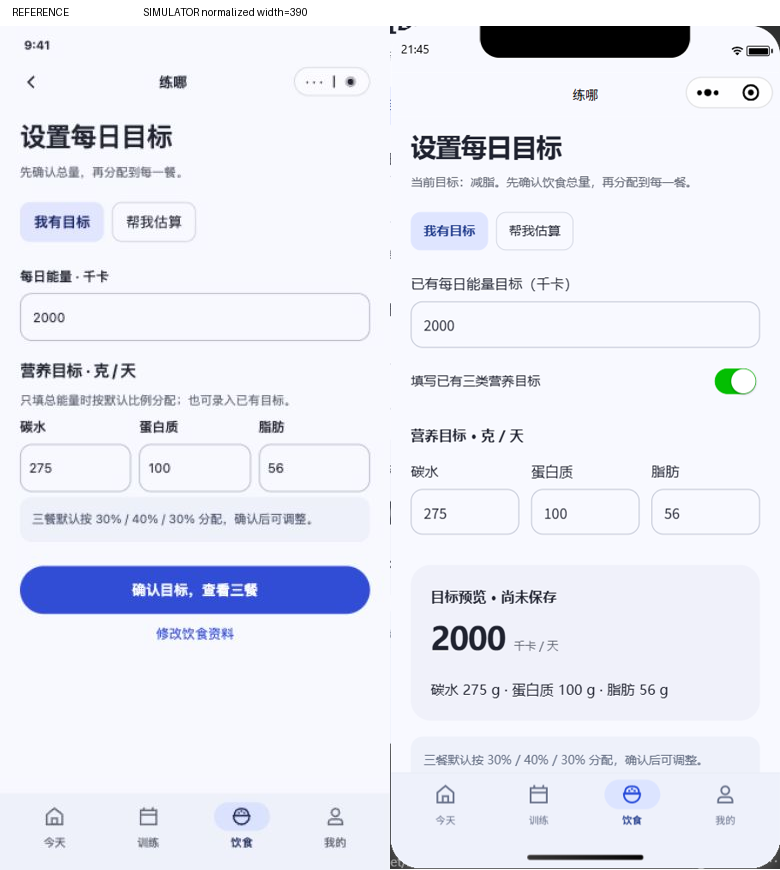 REFERENCE
SIMULATOR normalized width=390
9:41
练哪
设置每日目标
先确认总量，再分配到每一餐。
我有目标 帮我估算
每日能量 · 千卡
2000
营养目标 · 克 / 天
只填总能量时按默认比例分配；也可录入已有目标。
碳水 蛋白质 脂肪
275 100 56
三餐默认按 30% / 40% / 30% 分配，确认后可调整。
确认目标，查看三餐
修改饮食资料
今天 训练 饮食 我的
21:45
练哪
设置每日目标
当前目标：减脂。先确认饮食总量，再分配到每一餐。
我有目标 帮我估算
已有每日能量目标（千卡）
2000
填写已有三类营养目标
营养目标 • 克 / 天
碳水 蛋白质 脂肪
275 100 56
目标预览 • 尚未保存
2000 千卡 / 天
碳水 275 g · 蛋白质 100 g · 脂肪 56 g
三餐默认按 30% / 40% / 30% 分配，确认后可调整。
今天 训练 饮食 我的